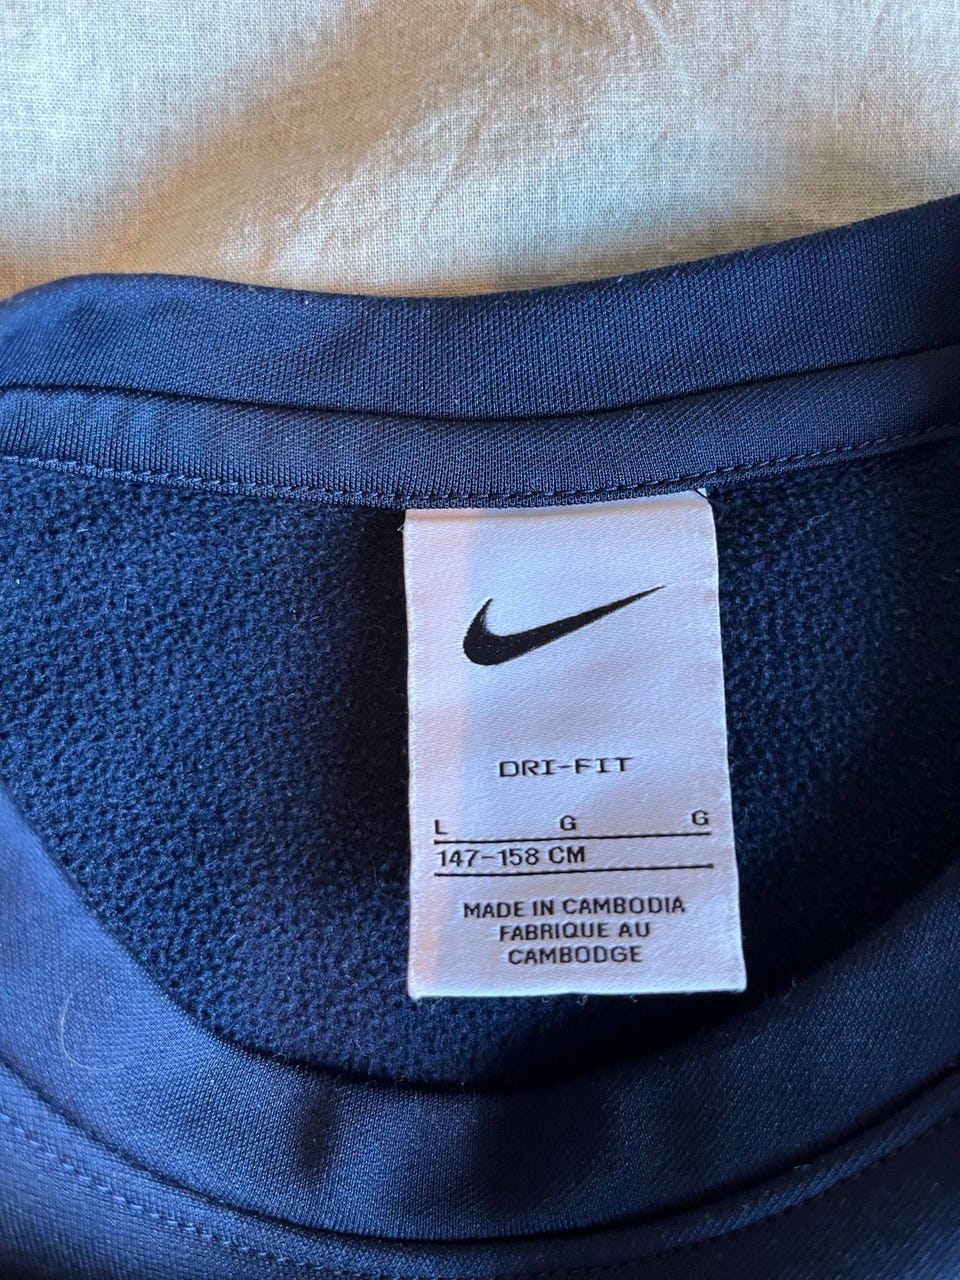 DRI-FIT
L G G
147-158 CM
MADE IN CAMBODIA
FABRIQUE AU
CAMBODGE